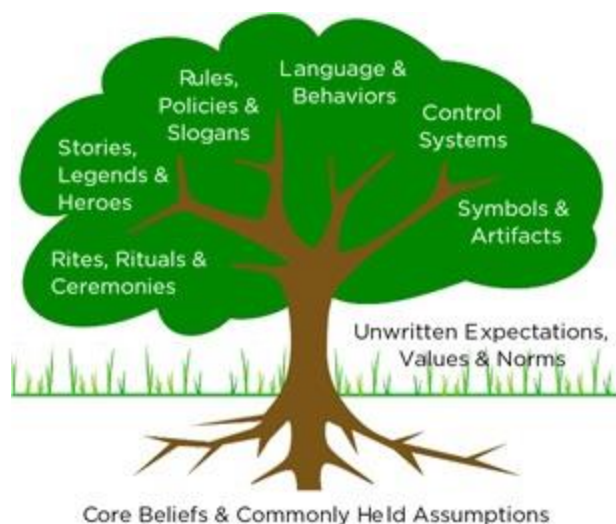 Rules,
Policies &
Slogans
Language &
Behaviors
Control
Systems
Stories,
Legends &
Heroes
Symbols &
Artifacts
Rites, Rituals &
Ceremonies
Unwritten Expectations,
Values & Norms
Core Beliefs & Commonly Held Assumptions